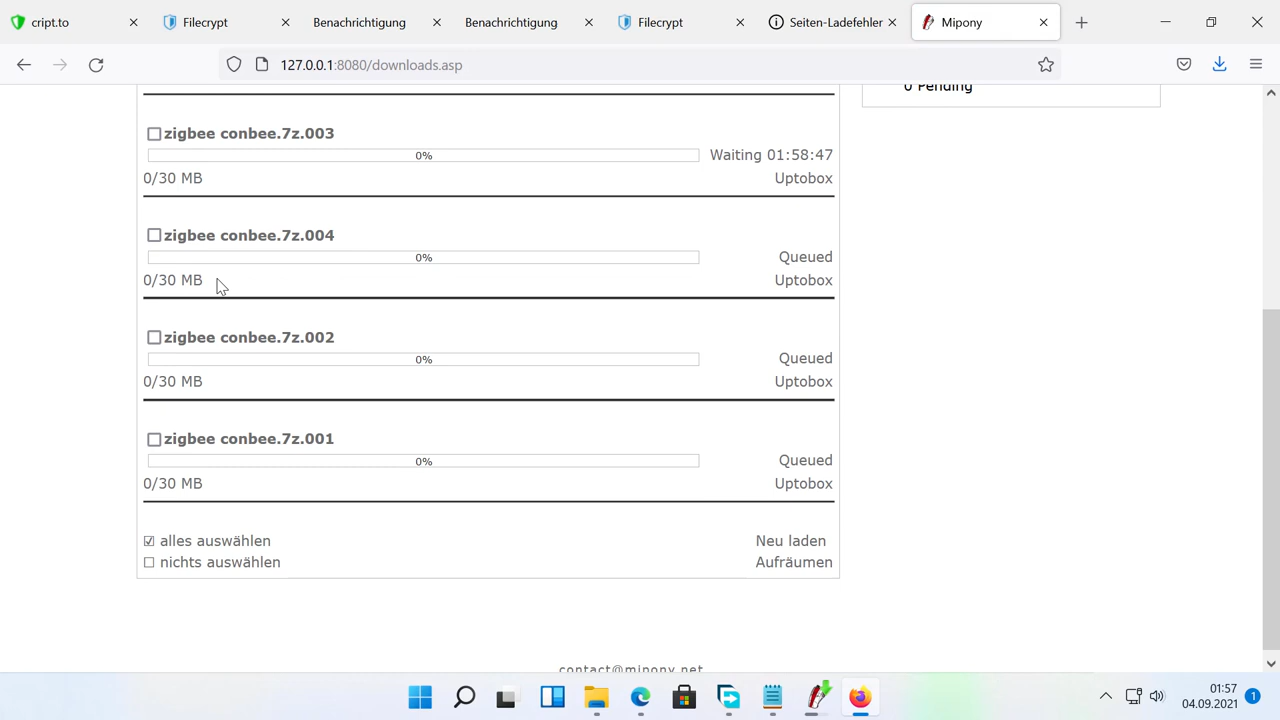 cript.to
Filecrypt
Benachrichtigung
Benachrichtigung
Filecrypt
Seiten-Ladefehler
Mipony
127.0.0.1:8080/downloads.asp
0 Pending
zigbee conbee.7z.003
0%
Waiting 01:58:47
0/30 MB
Uptobox
zigbee conbee.7z.004
0%
Queued
0/30 MB
Uptobox
zigbee conbee.7z.002
0%
Queued
0/30 MB
Uptobox
zigbee conbee.7z.001
0%
Queued
0/30 MB
Uptobox
alles auswählen
Neu laden
nichts auswählen
Aufräumen
contact@mipony.net
01:57
04.09.2021
1